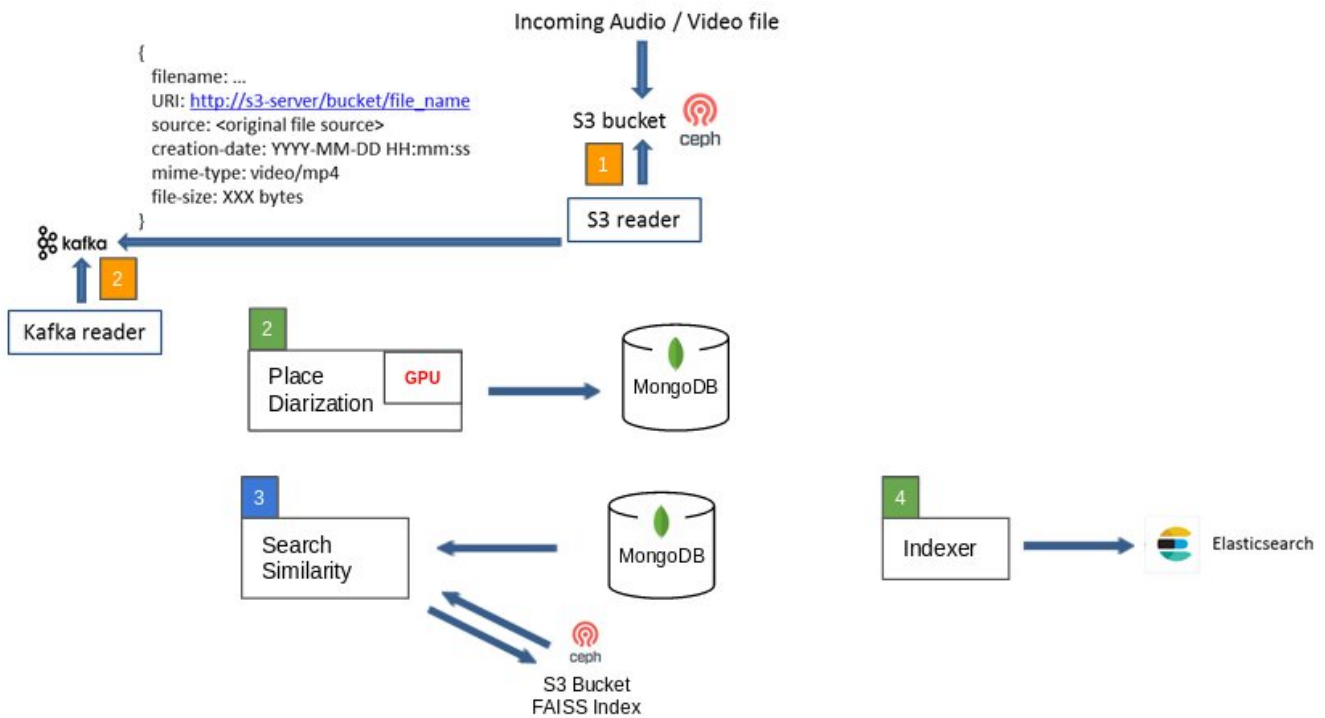 Incoming Audio / Video file
{
filename: ...
URI: http://s3-server/bucket/file_name
source: <original file source>
creation-date: YYYY-MM-DD HH:mm:ss
mime-type: video/mp4
file-size: XXX bytes
}
S3 bucket
ceph
1
S3 reader
kafka
2
Kafka reader
2
Place
Diarization
GPU
MongoDB
3
Search
Similarity
MongoDB
ceph
S3 Bucket
FAISS Index
4
Indexer
Elasticsearch